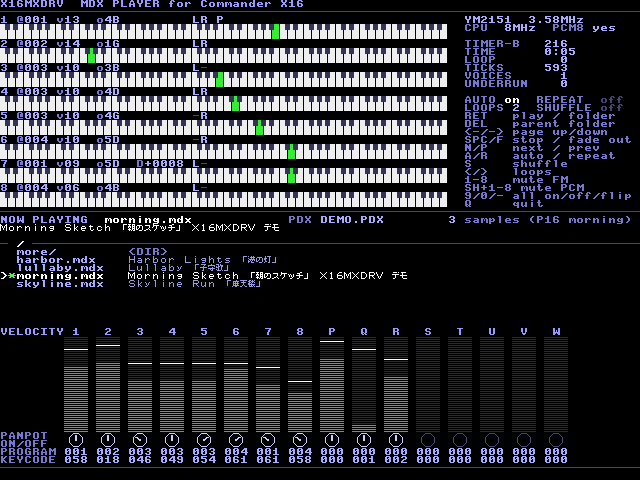 X16MXDRV MDX PLAYER for Commander X16
1 @001 v13 o4B LR P
2 @002 v14 o1G LR
3 @003 v10 o3B L-
4 @003 v10 o4D LR
5 @003 v10 o4G -R
6 @004 v10 o5D -R
7 @001 v09 o5D D+0008 L-
8 @004 v06 o4B L-
YM2151 3.58MHz
CPU 8MHz PCM8 yes
TIMER-B 216
TIME 0:05
LOOP 0
TICKS 593
VOICES 1
UNDERRUN 0
AUTO on REPEAT off
LOOPS 2 SHUFFLE off
RET play / folder
DEL parent folder
<-/-> page up/down
SPC/F stop / fade out
N/P next / prev
A/R auto / repeat
S shuffle
</> loops
1-8 mute FM
SH+1-8 mute PCM
9/0/- all on/off/flip
Q quit
NOW PLAYING morning.mdx PDX DEMO.PDX 3 samples (P16 morning)
Morning Sketch 「朝のスケッチ」 X16MXDRV デモ
/
more/ <DIR>
harbor.mdx Harbor Lights 「港の灯」
lullaby.mdx Lullaby 「子守歌」
>*morning.mdx Morning Sketch 「朝のスケッチ」 X16MXDRV デモ
skyline.mdx Skyline Run 「摩天楼」
VELOCITY 1 2 3 4 5 6 7 8 P Q R S T U V W
PANPOT
ON/OFF
PROGRAM 001 002 003 003 003 004 001 004 000 001 002 000 000 000 000 000
KEYCODE 058 018 046 049 054 061 061 058 000 000 000 000 000 000 000 000